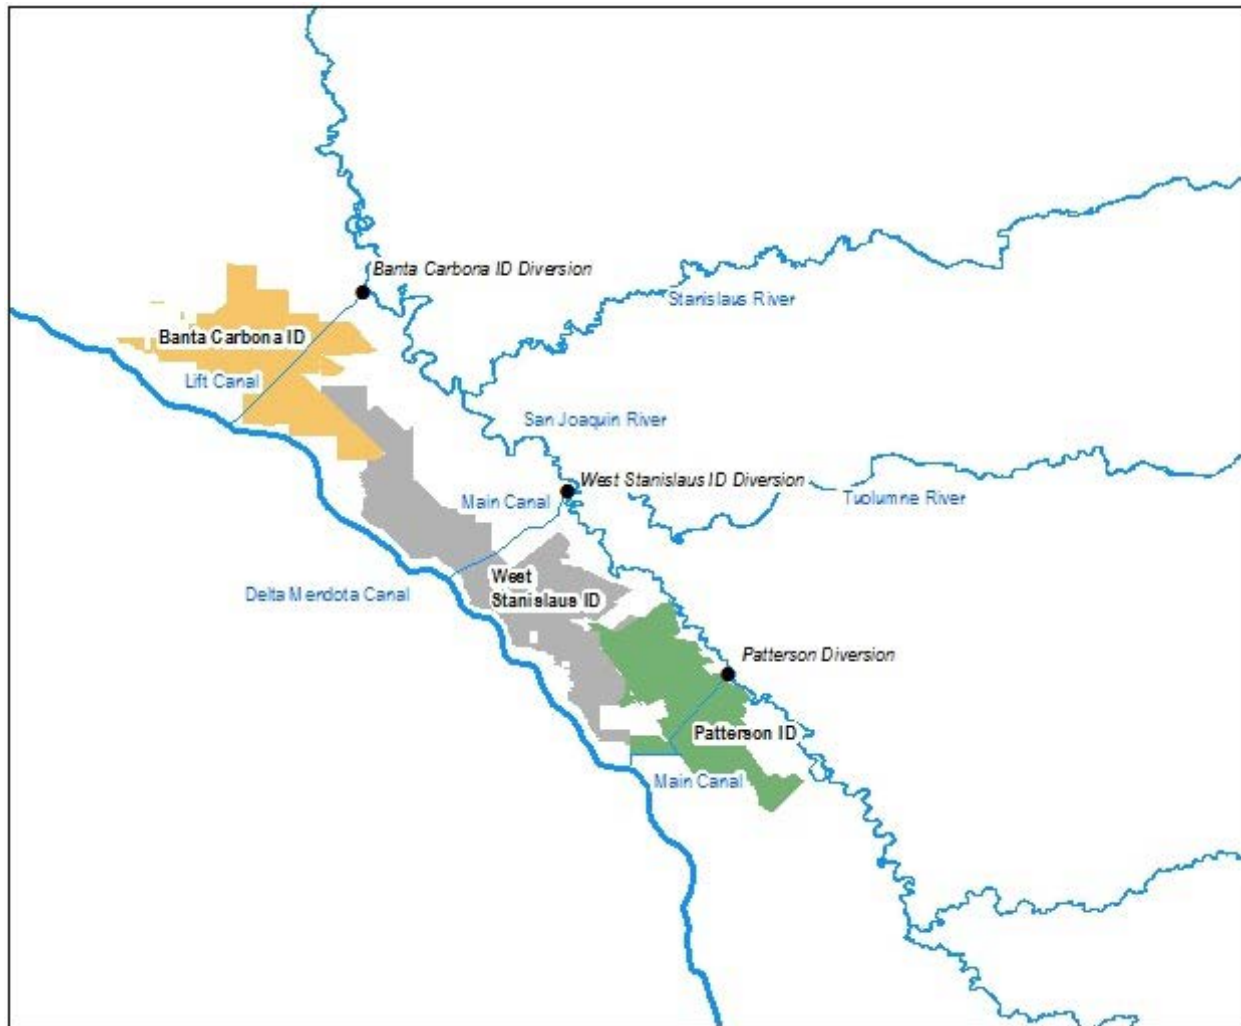 Banta Carbona ID Diversion
Stanislaus River
Banta Carbona ID
Lift Canal
San Joaquin River
West Stanislaus ID Diversion
Main Canal
Tuolumne River
West
Stanislaus ID
Delta Mendota Canal
Patterson Diversion
Patterson ID
Main Canal